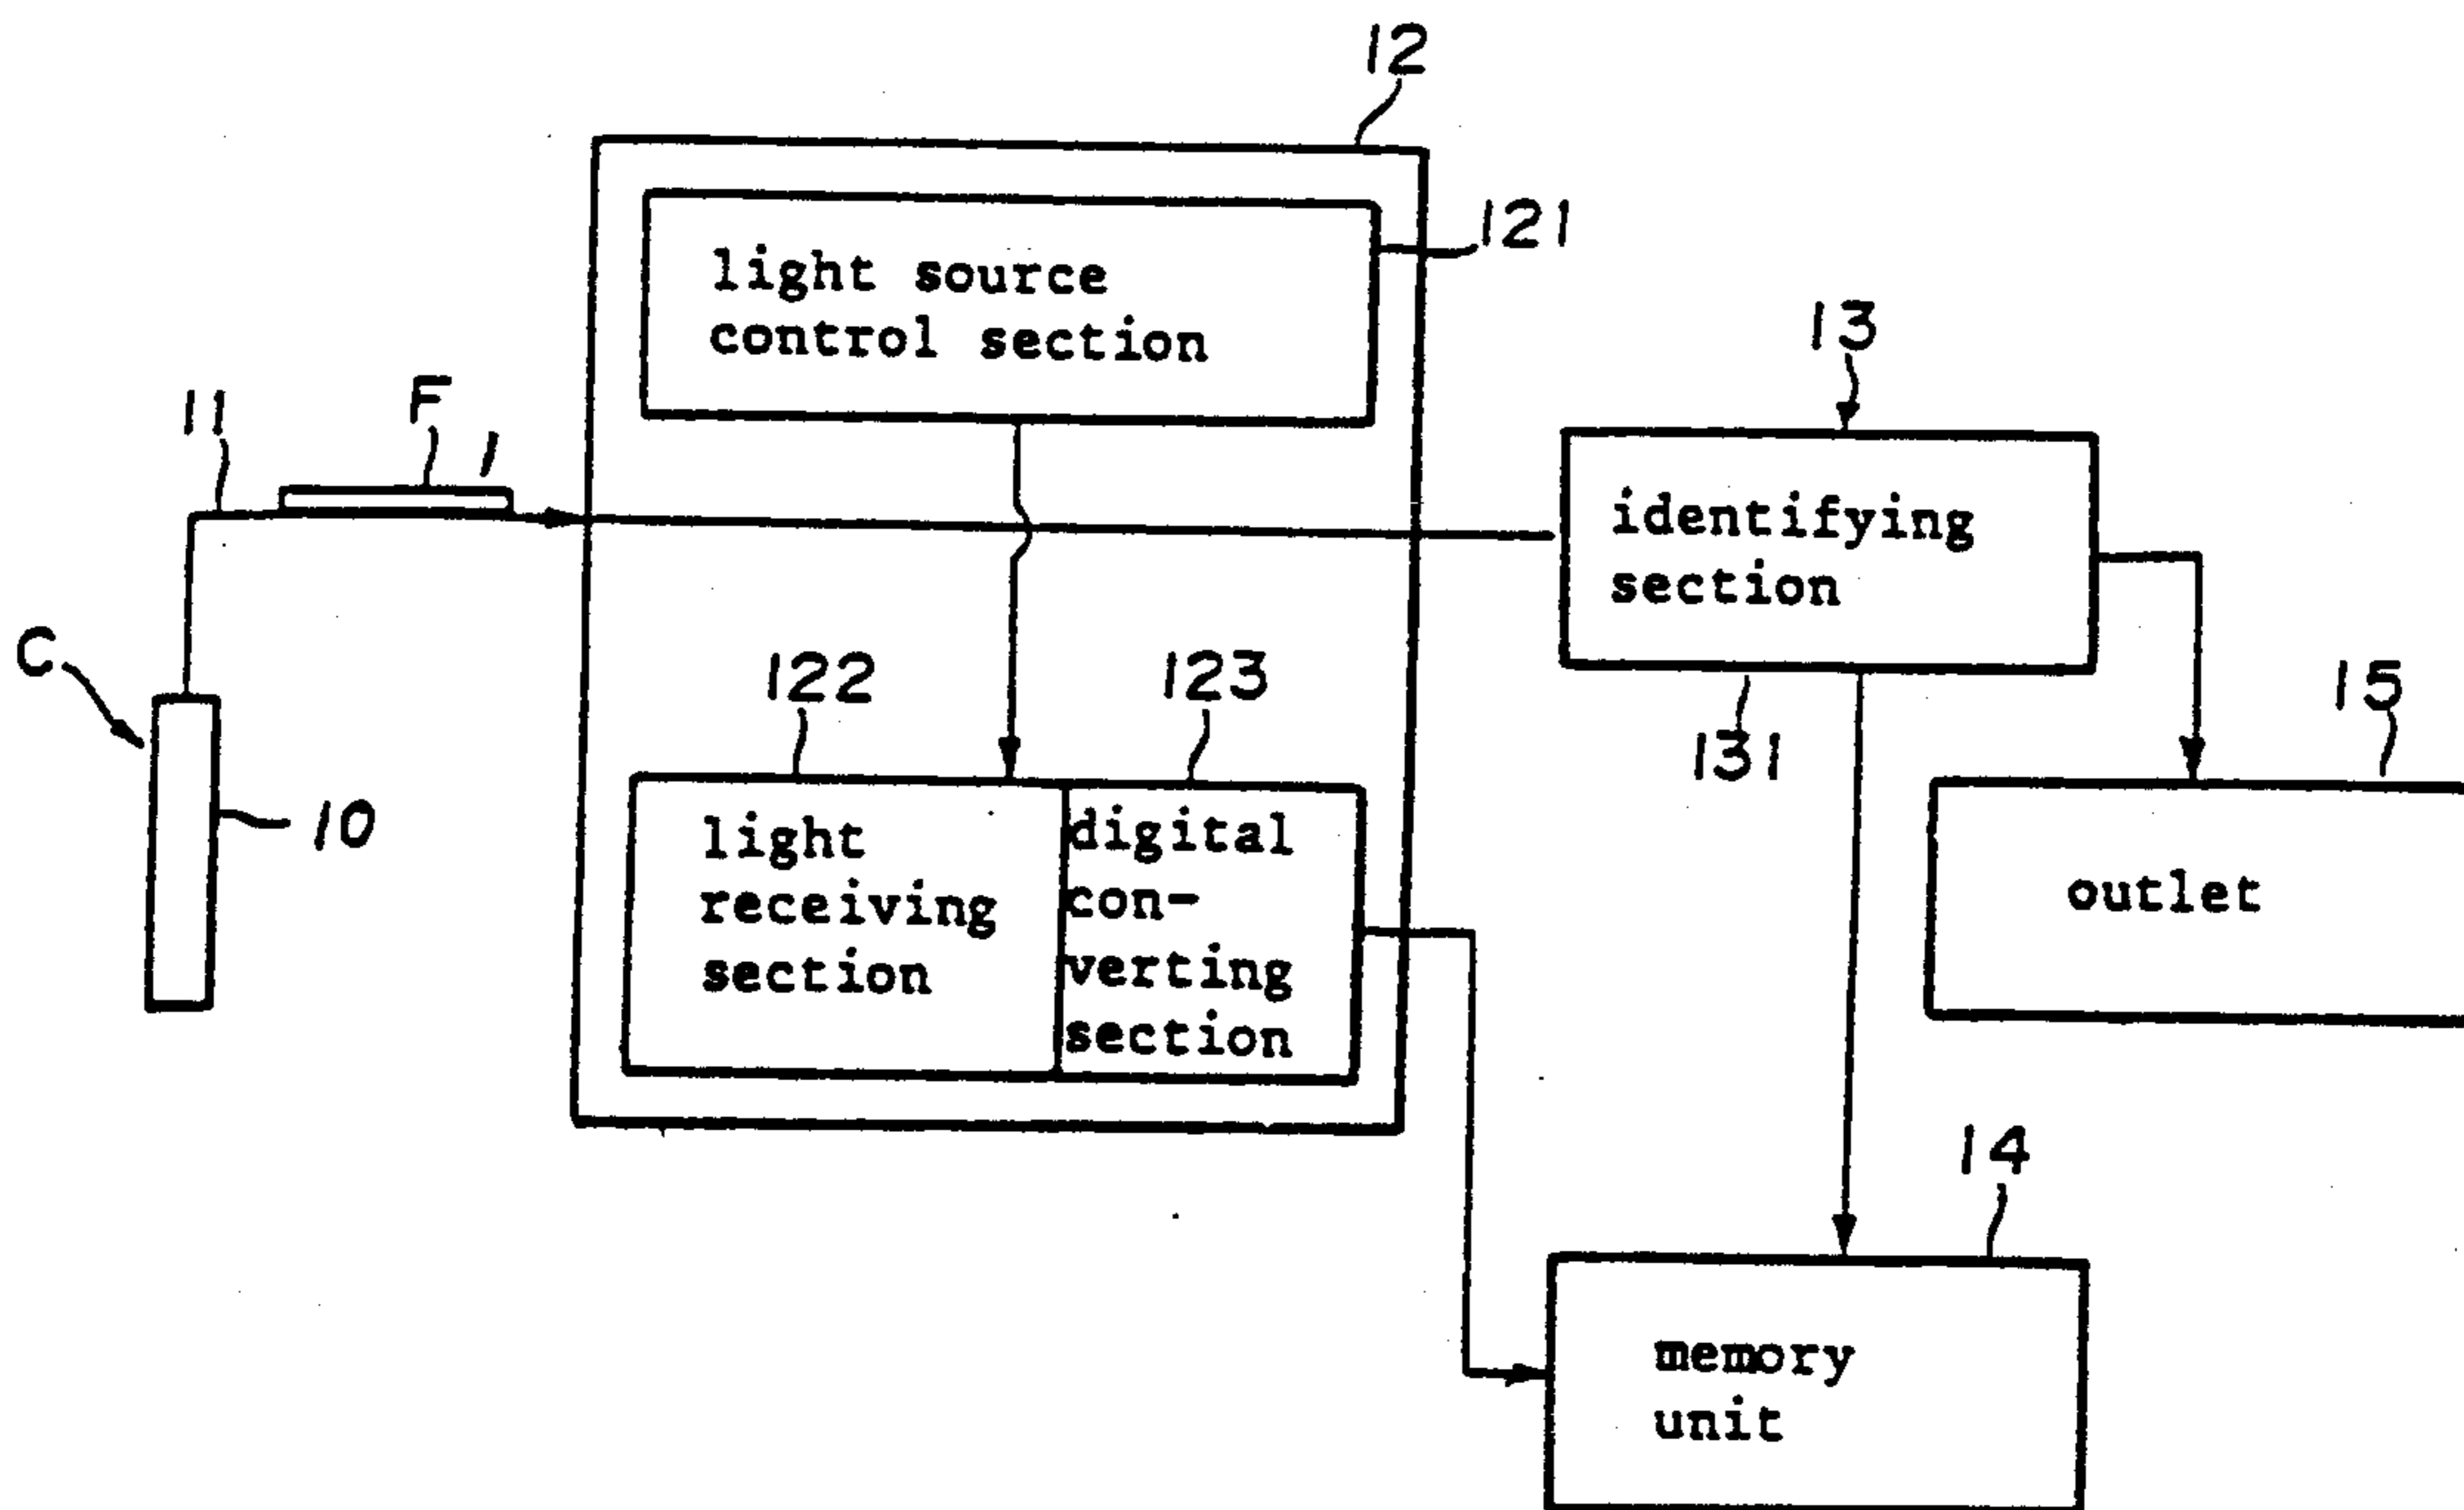 12
121
light source
control section
13
11
F
identifying
section
C
122
123
15
131
10
light
receiving
section
digital
con-
verting
section
outlet
14
memory
unit